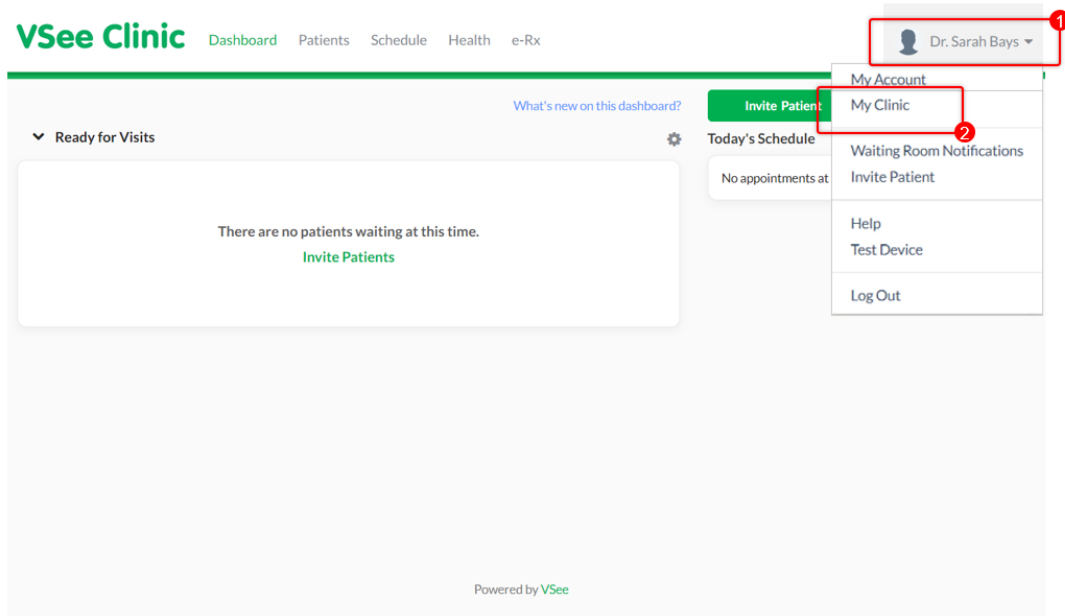 VSee Clinic Dashboard Patients Schedule Health e-Rx Dr. Sarah Bays 1
My Account
What's new on this dashboard? Invite Patient My Clinic
2
Ready for Visits Today's Schedule
Waiting Room Notifications
No appointments at Invite Patient
There are no patients waiting at this time. Help
Invite Patients Test Device
Log Out
Powered by VSee